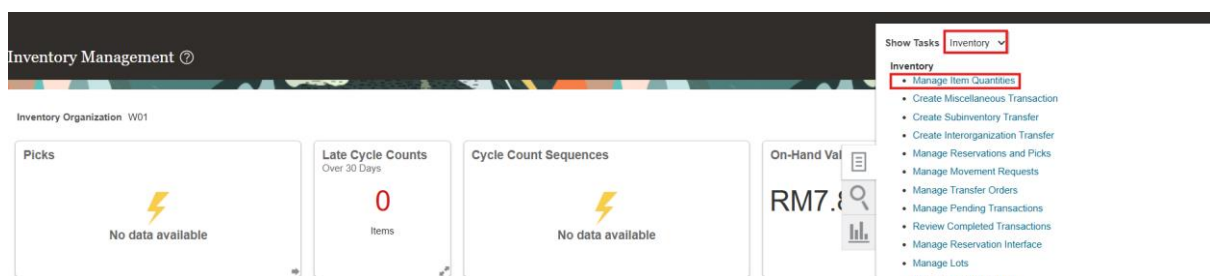 Inventory Management
Inventory Organization W01
Picks
No data available
Late Cycle Counts
Over 30 Days
0
Items
Cycle Count Sequences
No data available
On-Hand Val
RM7.8
Show Tasks Inventory
Inventory
Manage Item Quantities
Create Miscellaneous Transaction
Create Subinventory Transfer
Create Interorganization Transfer
Manage Reservations and Picks
Manage Movement Requests
Manage Transfer Orders
Manage Pending Transactions
Review Completed Transactions
Manage Reservation Interface
Manage Lots